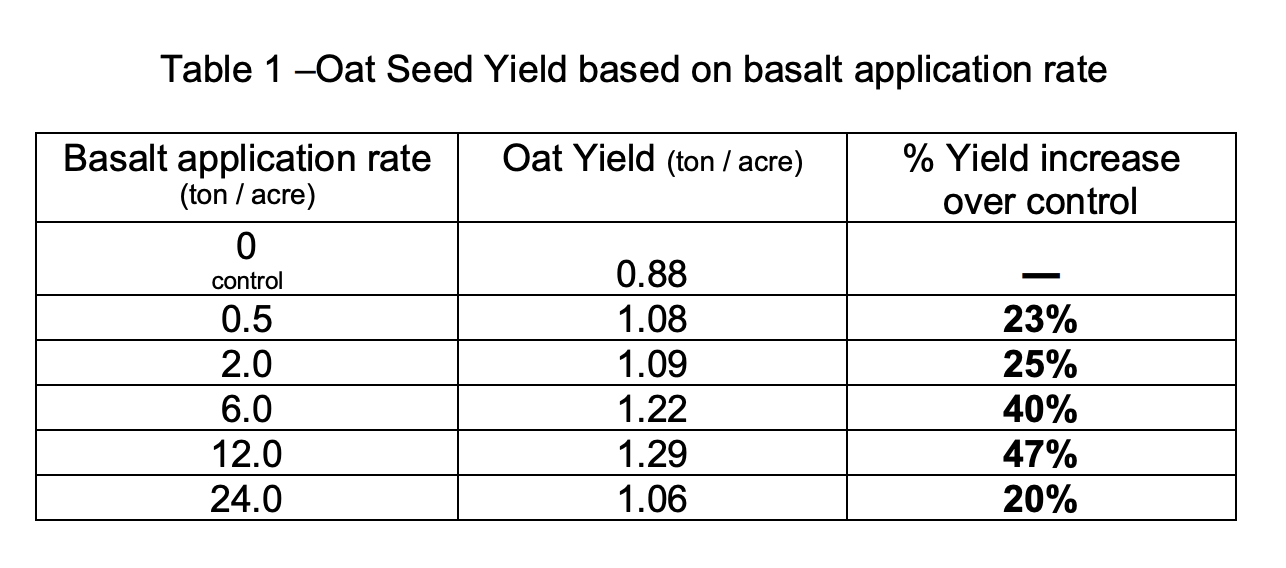 Table 1 –Oat Seed Yield based on basalt application rate
Basalt application rate
(ton / acre)
Oat Yield (ton / acre)
% Yield increase
over control
0
control
0.88
—
0.5
1.08
23%
2.0
1.09
25%
6.0
1.22
40%
12.0
1.29
47%
24.0
1.06
20%